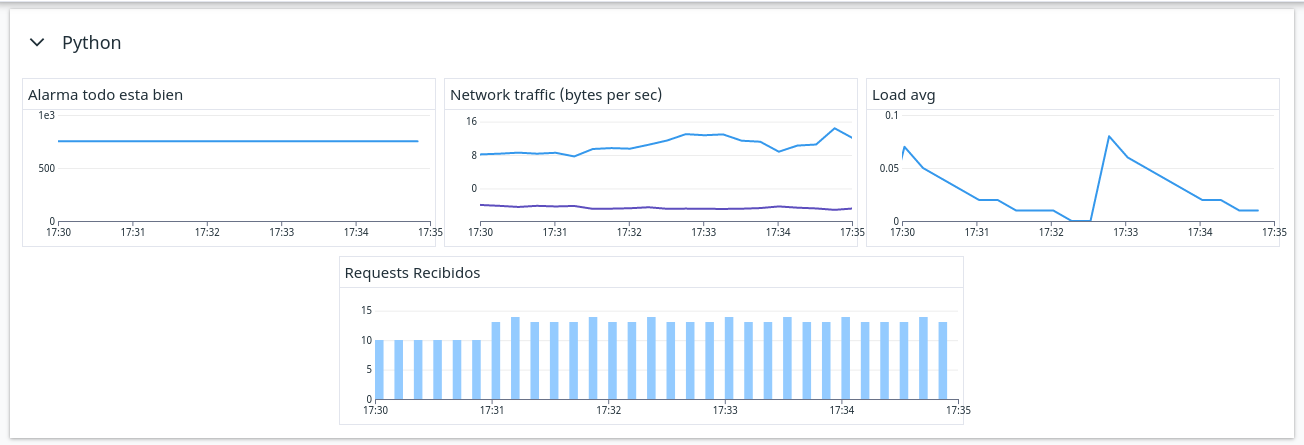 Python
Alarma todo esta bien
1e3
500
0
17:30 17:31 17:32 17:33 17:34 17:35
Network traffic (bytes per sec)
16
8
0
17:30 17:31 17:32 17:33 17:34 17:35
Load avg
0.1
0.05
0
17:30 17:31 17:32 17:33 17:34 17:35
Requests Recibidos
15
10
5
0
17:30 17:31 17:32 17:33 17:34 17:35